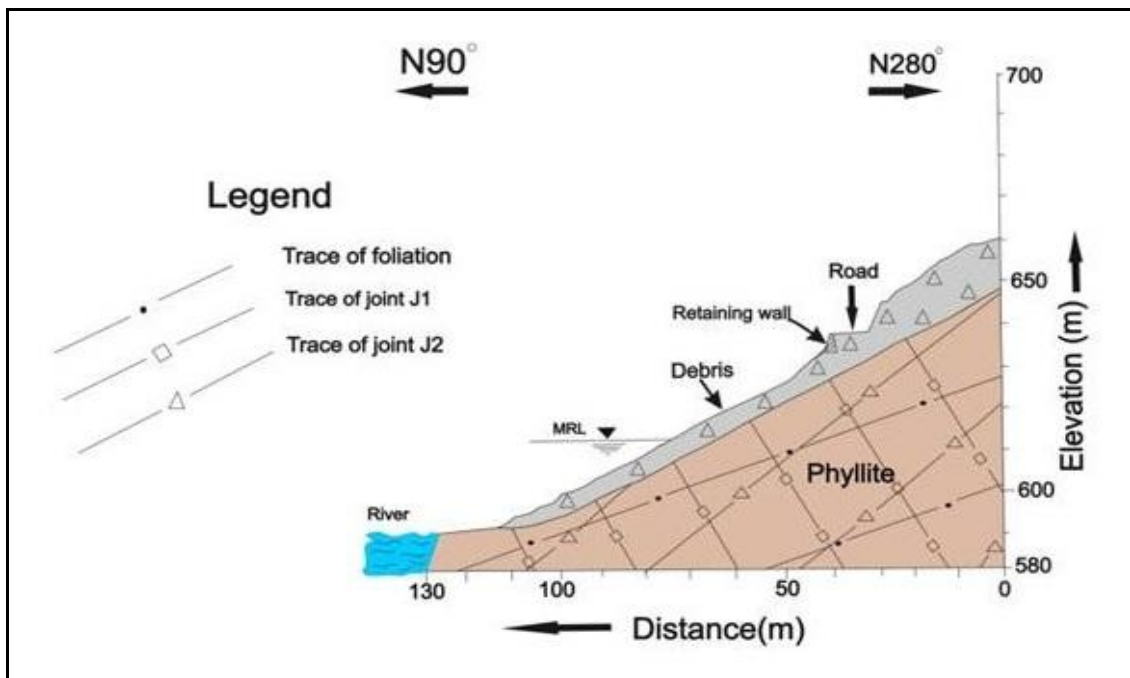 N90°
N280°
700
Legend
Trace of foliation
Trace of joint J1
Trace of joint J2
Road
650
Retaining wall
Debris
Elevation (m)
MRL
Phyllite
600
River
580
130
100
50
0
Distance(m)